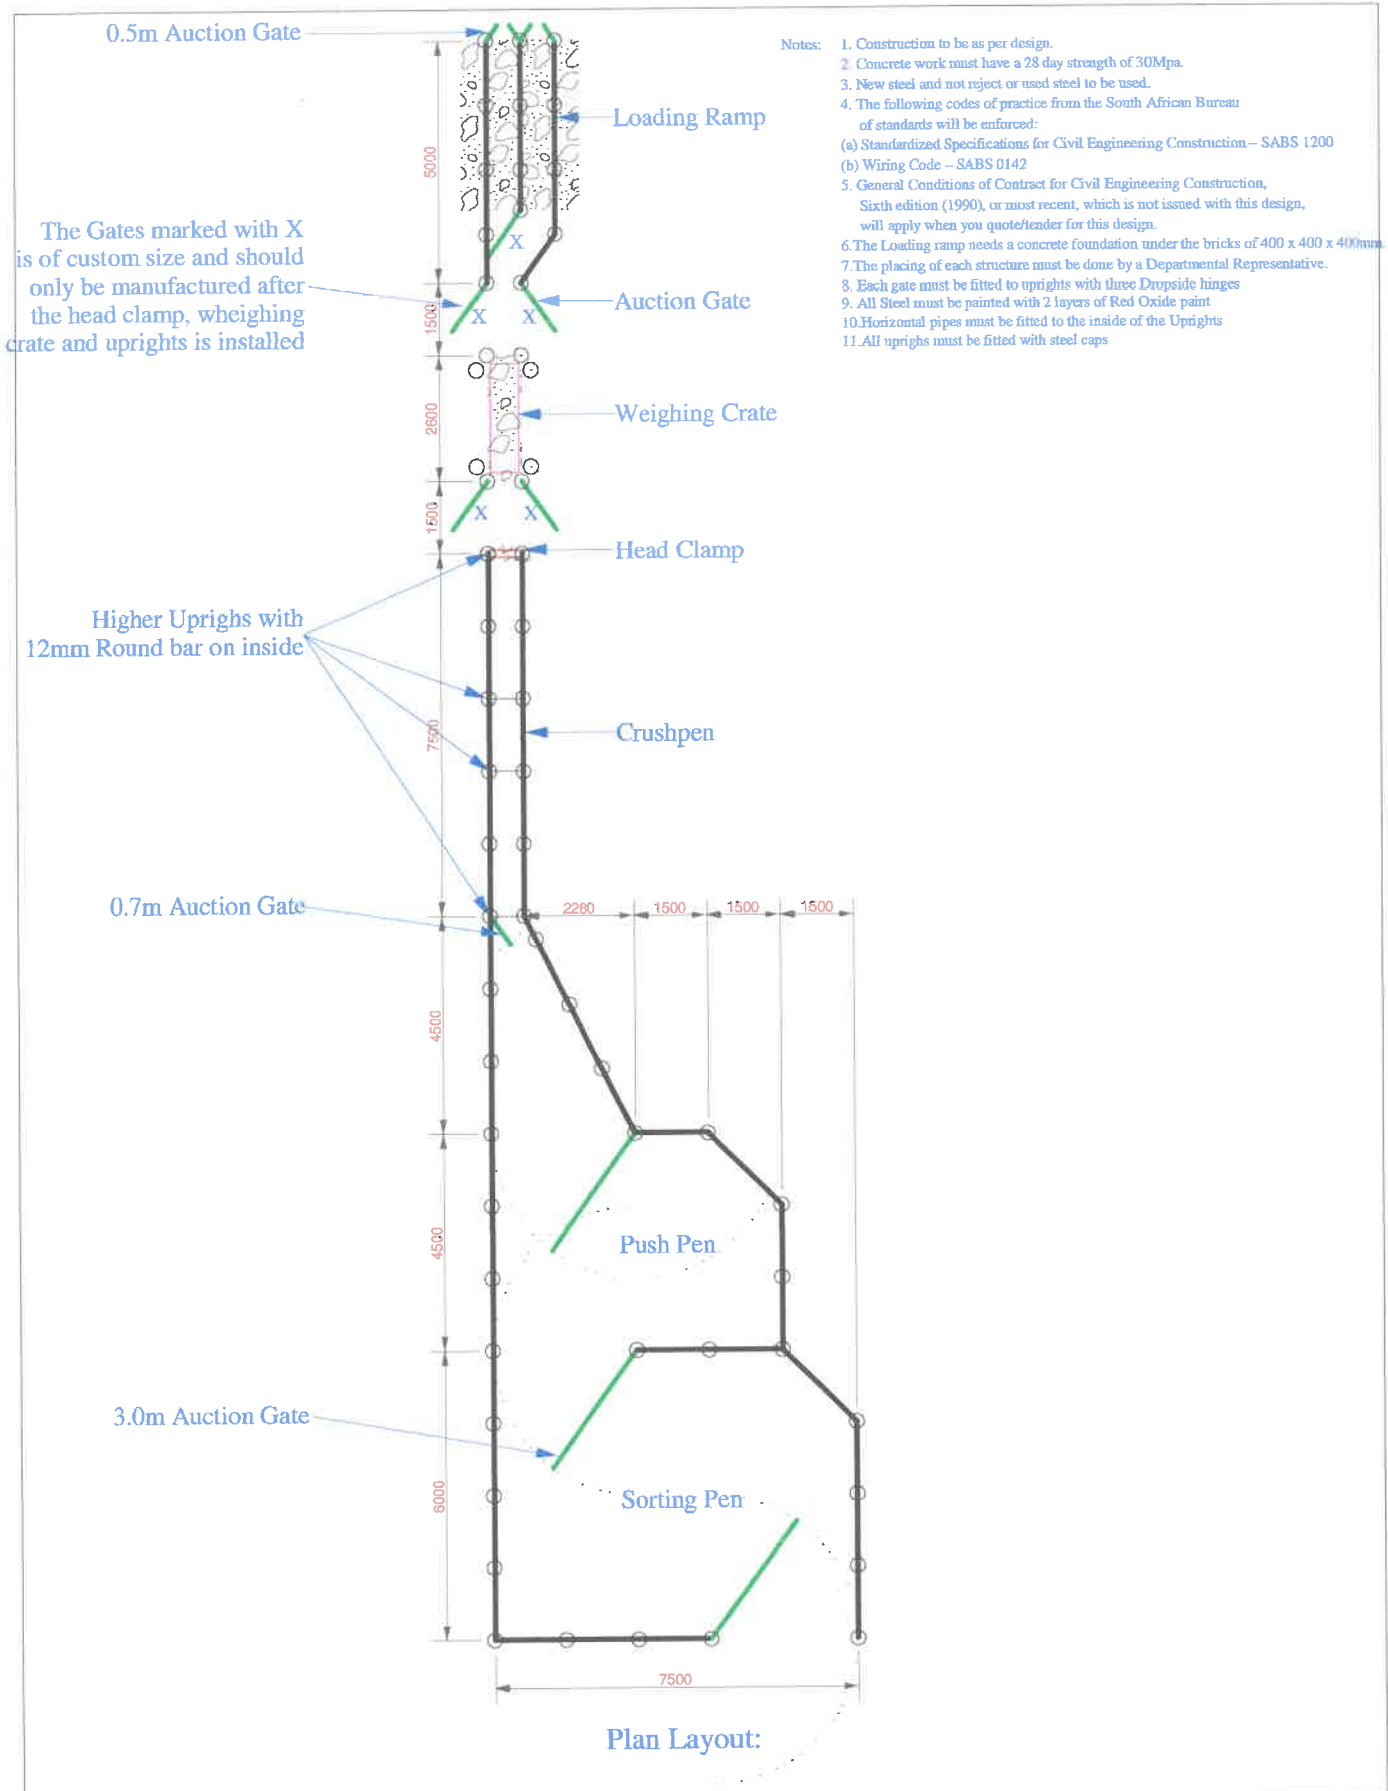 0.5m Auction Gate
Notes: 1. Construction to be as per design.
2 Concrete work must have a 28 day strength of 30Mpa.
3. New steel and not reject or used steel to be used.
4. The following codes of practice from the South African Bureau
of standards will be enforced:
(a) Standardized Specifications for Civil Engineering Construction – SABS 1200
(b) Wiring Code – SABS 0142
5. General Conditions of Contract for Civil Engineering Construction,
Sixth edition (1990), or most recent, which is not issued with this design,
will apply when you quote/tender for this design.
6.The Loading ramp needs a concrete foundation under the bricks of 400 x 400 x 400mm.
7.The placing of each structure must be done by a Departmental Representative.
8. Each gate must be fitted to uprights with three Dropside hinges
9. All Steel must be painted with 2 layers of Red Oxide paint
10.Horizontal pipes must be fitted to the inside of the Uprights
11.All uprighs must be fitted with steel caps
Loading Ramp
5000
The Gates marked with X
is of custom size and should
only be manufactured after
the head clamp, wheighing
crate and uprights is installed
X
Auction Gate
X X
1500
Weighing Crate
2600
X X
1500
Head Clamp
Higher Uprighs with
12mm Round bar on inside
Crushpen
7500
0.7m Auction Gate
2280 1500 1500 1500
4500
Push Pen
4500
3.0m Auction Gate
Sorting Pen
6000
7500
Plan Layout: